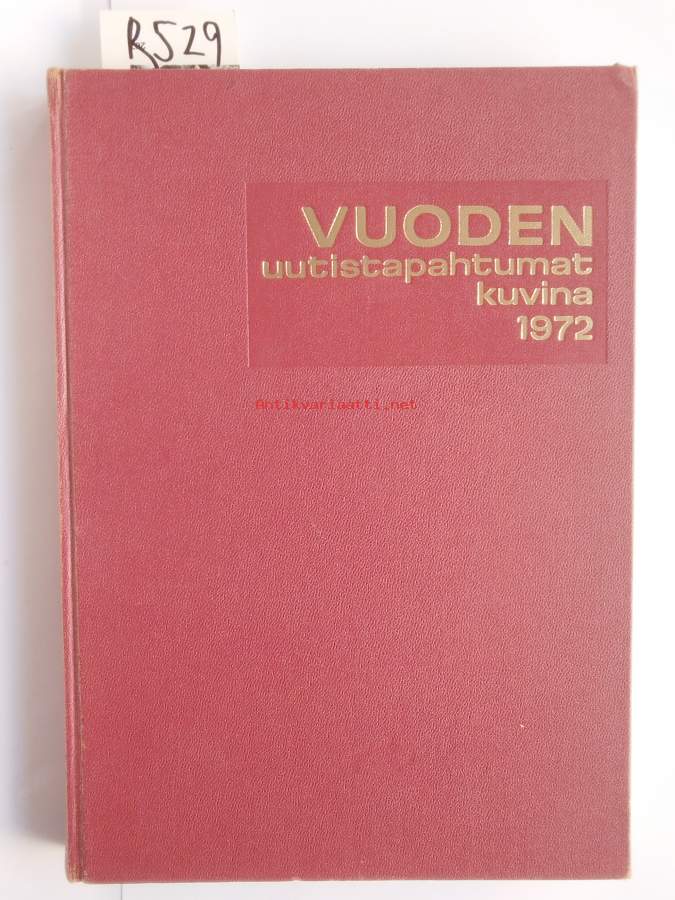 R529
VUODEN
uutistapahtumat
kuvina
1972
Antikvariaatti.net